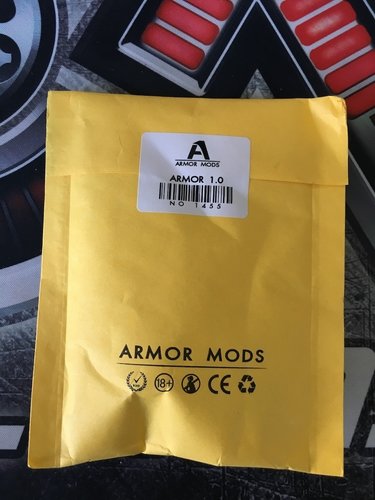 ARMOR MODS
ARMOR 1.0
NO 1455
ARMOR MODS
18+ CE